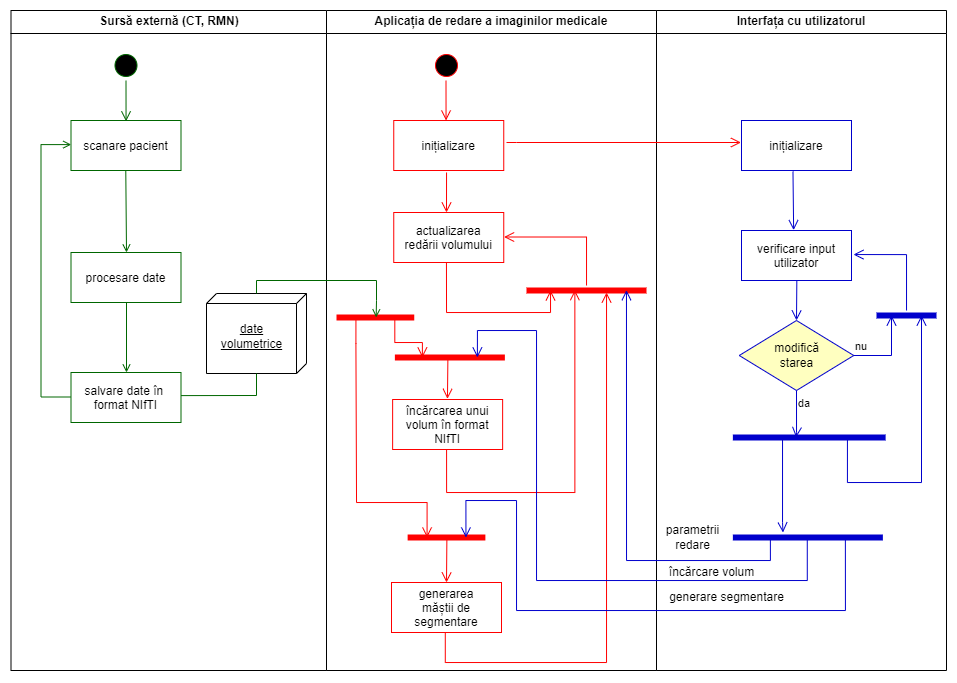 Sursă externă (CT, RMN)
Aplicația de redare a imaginilor medicale
Interfața cu utilizatorul
scanare pacient
inițializare
inițializare
actualizarea
redării volumului
verificare input
utilizator
procesare date
date
volumetrice
modifică
starea
nu
da
salvare date în
format NIfTI
încărcarea unui
volum în format
NIfTI
parametrii
redare
încărcare volum
generare segmentare
generarea
măștii de
segmentare